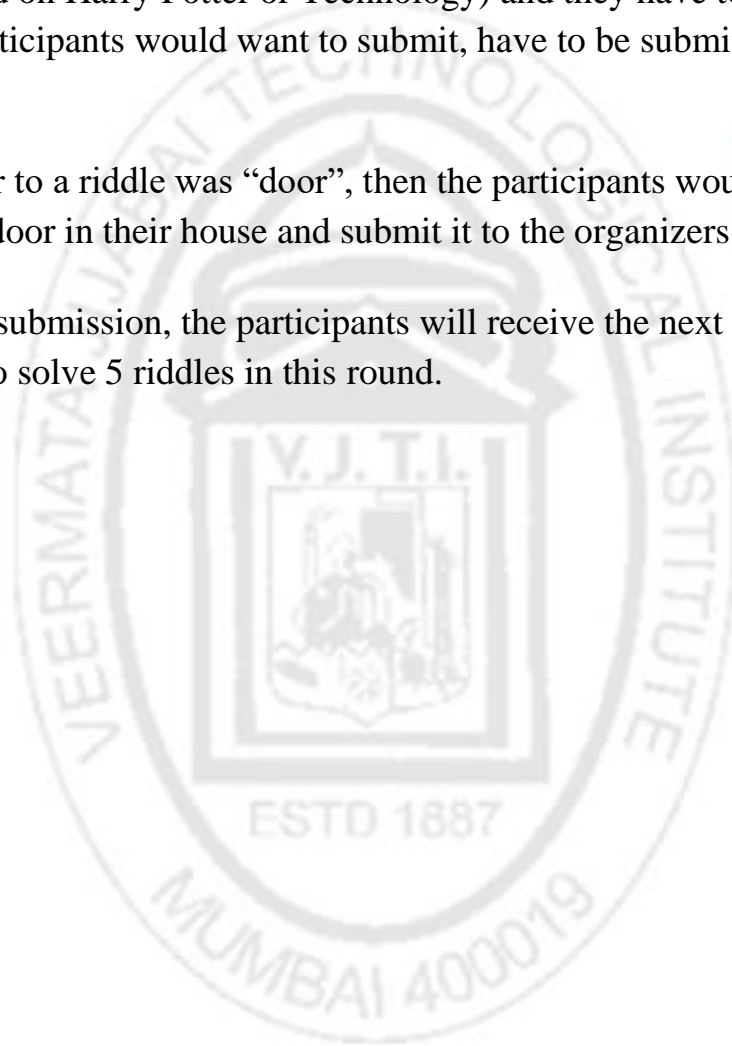 d on Harry Potter or Technology) and they have to
ticipants would want to submit, have to be submi
r to a riddle was “door”, then the participants wou
door in their house and submit it to the organizers
submission, the participants will receive the next
o solve 5 riddles in this round.
VEERMATA JIJABAI TECHNOLOGICAL INSTITUTE
V. J. T. I.
ESTD 1887
MUMBAI 400019